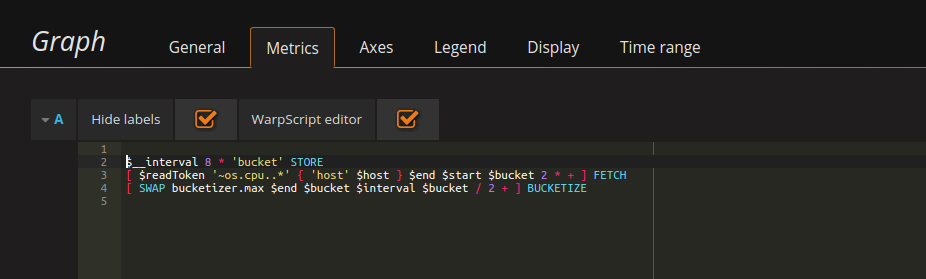 Graph General Metrics Axes Legend Display Time range
A Hide labels WarpScript editor
1
2 $__interval 8 * 'bucket' STORE
3 [ $readToken '~os.cpu..*' { 'host' $host } $end $start $bucket 2 * + ] FETCH
4 [ SWAP bucketizer.max $end $bucket $interval $bucket / 2 + ] BUCKETIZE
5